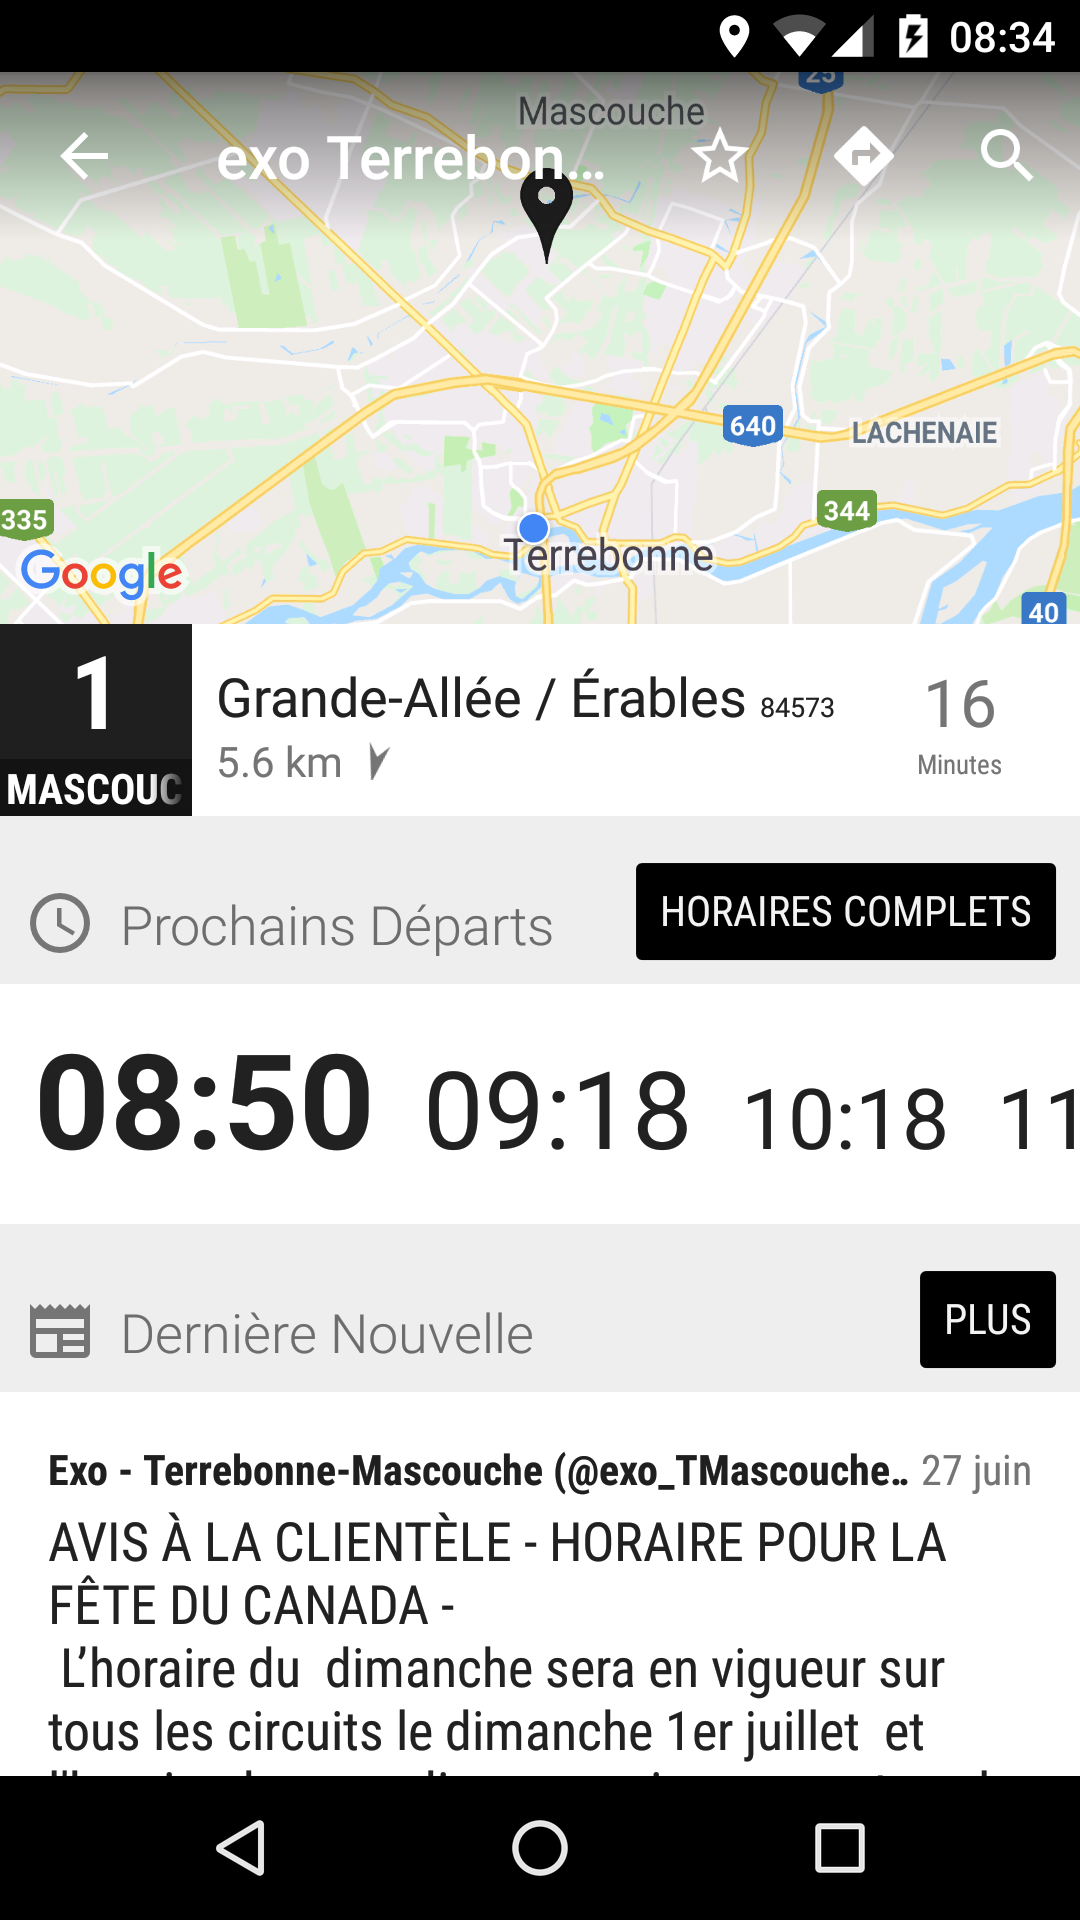 08:34
25
Mascouche
exo Terrebon...
640
LACHENAIE
335
344
Terrebonne
Google
40
1
MASCOUC
Grande-Allée / Érables 84573
5.6 km
16
Minutes
Prochains Départs
HORAIRES COMPLETS
08:50 09:18 10:18 11
Dernière Nouvelle
PLUS
Exo - Terrebonne-Mascouche (@exo_TMascouche... 27 juin
AVIS À LA CLIENTÈLE - HORAIRE POUR LA
FÊTE DU CANADA -
L’horaire du  dimanche sera en vigueur sur
tous les circuits le dimanche 1er juillet  et